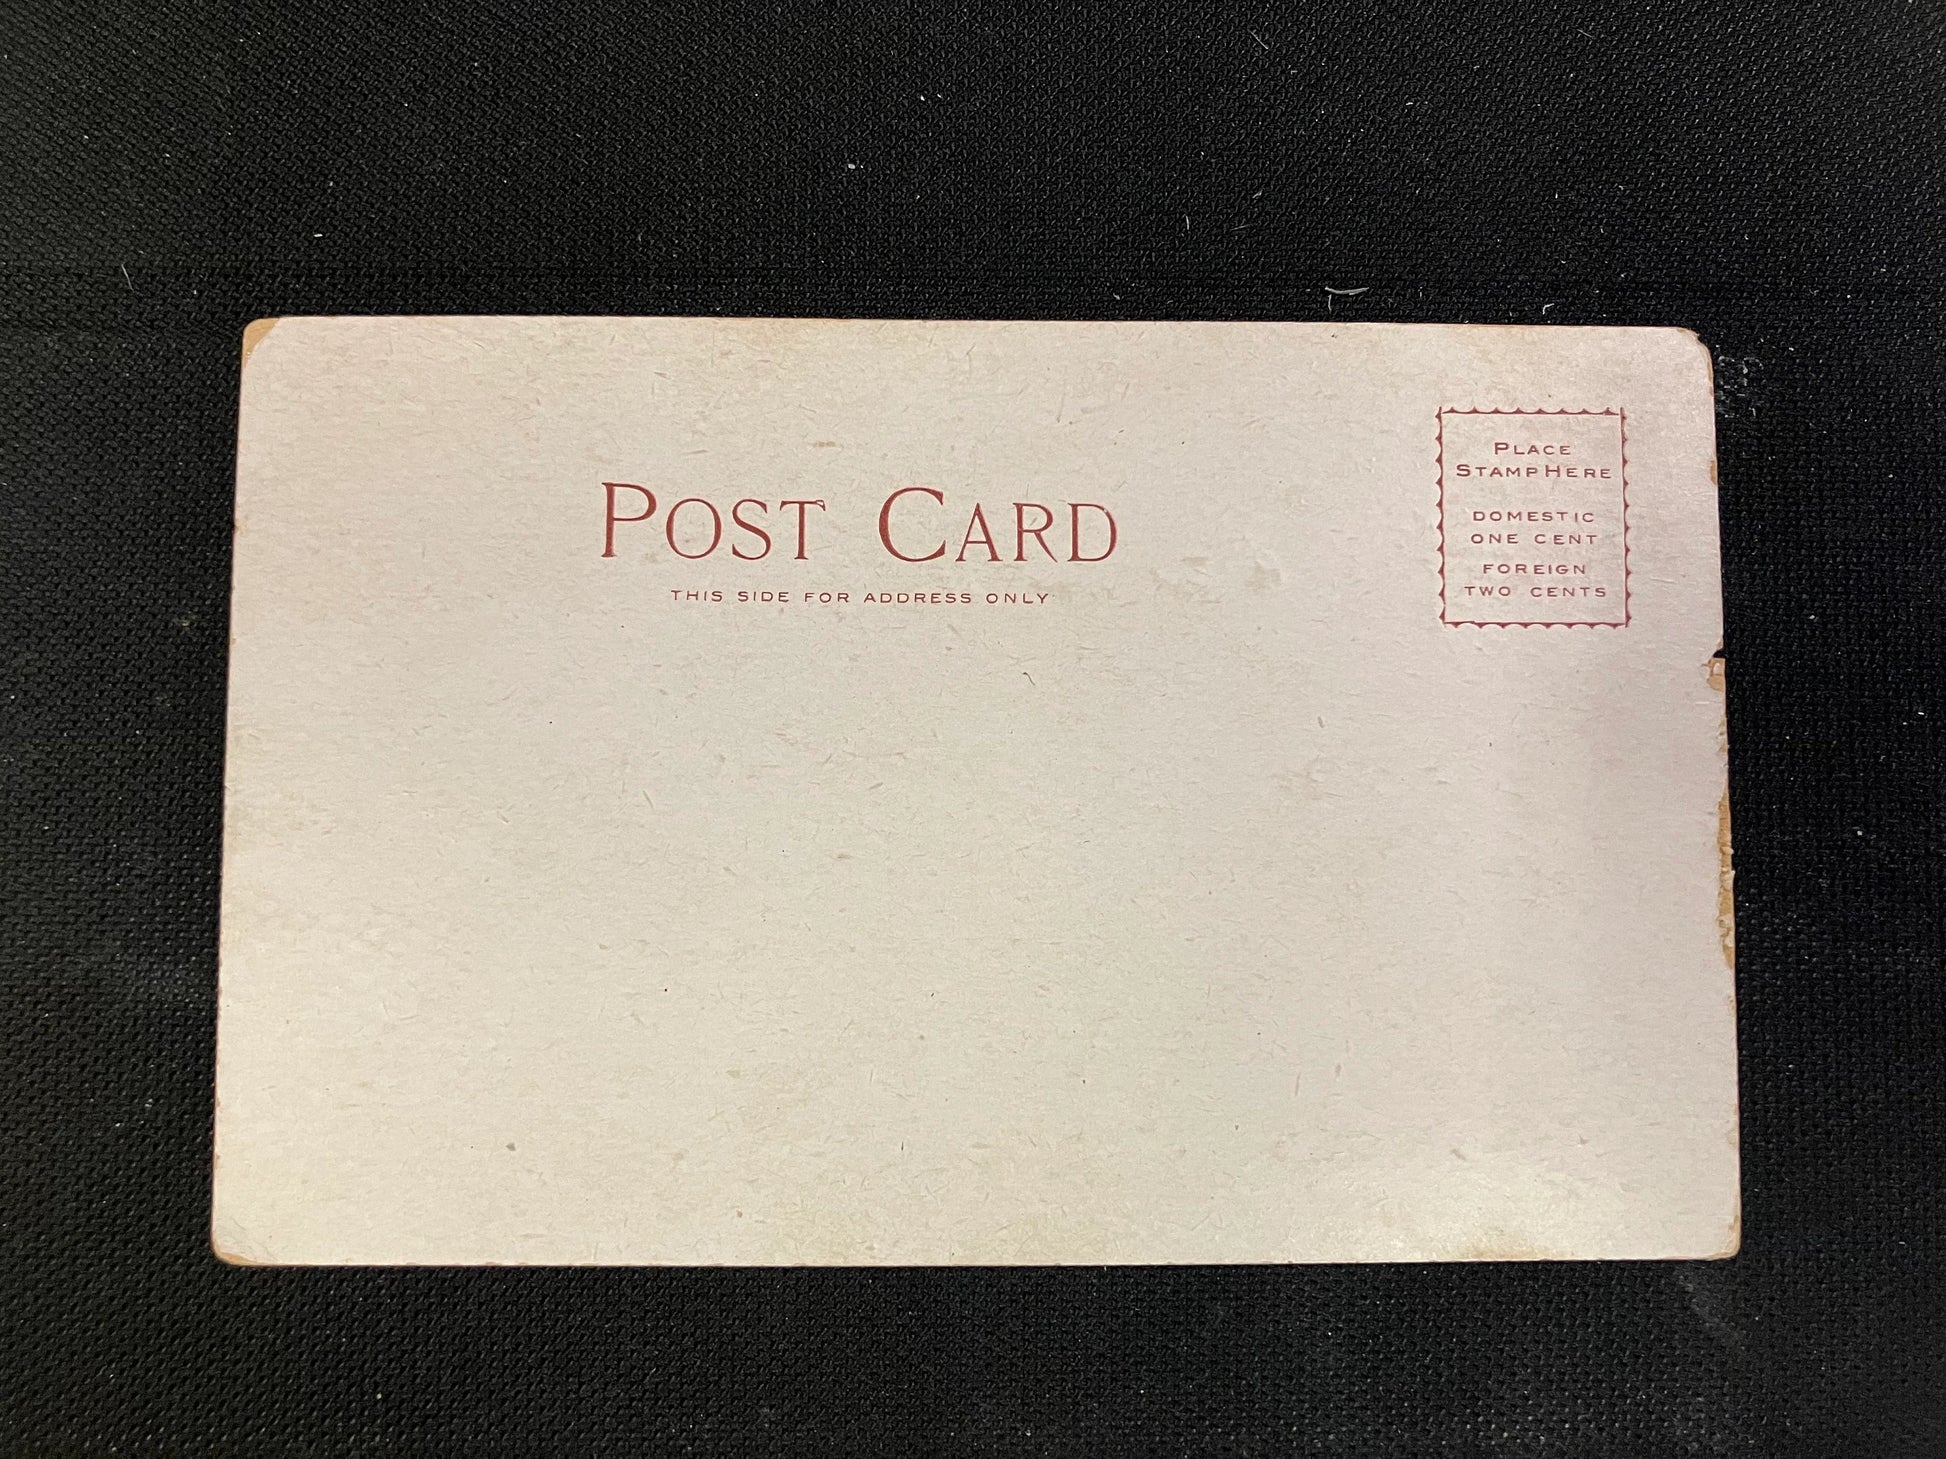 POST CARD
THIS SIDE FOR ADDRESS ONLY
PLACE
STAMP HERE
DOMESTIC
ONE CENT
FOREIGN
TWO CENTS